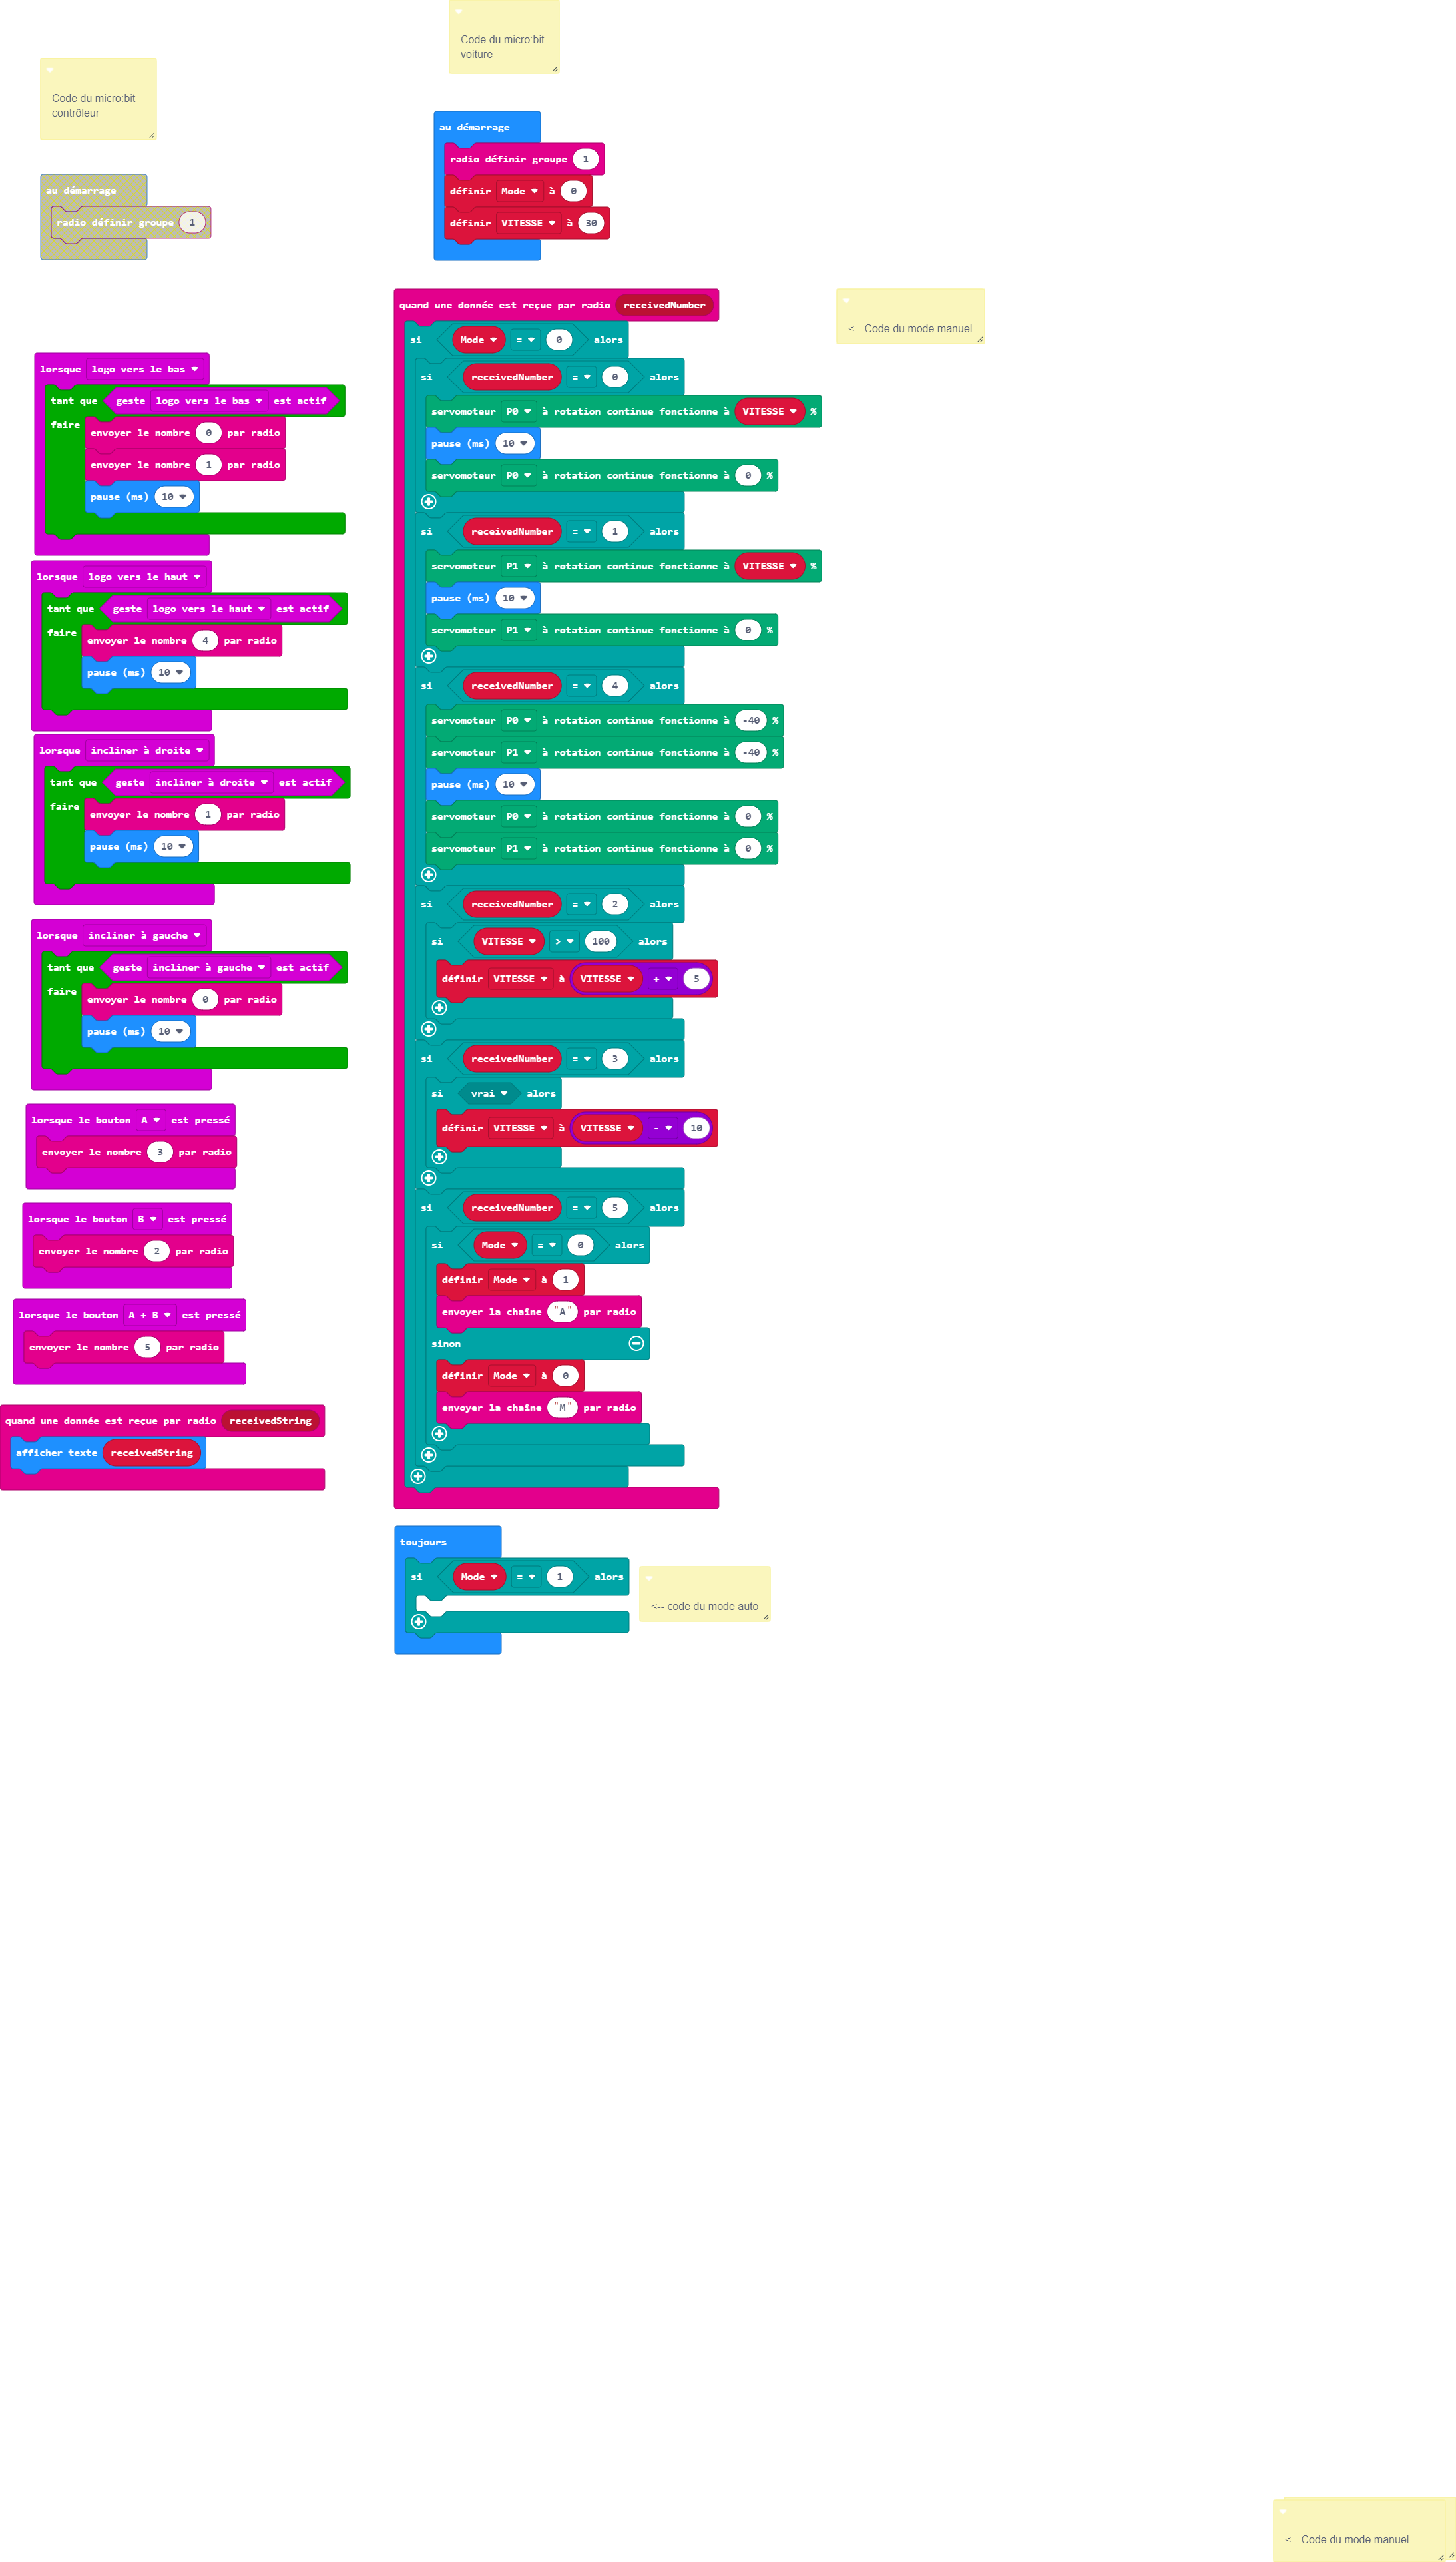 Code du micro:bit
contrôleur
au démarrage
radio définir groupe 1
lorsque logo vers le bas
tant que geste logo vers le bas est actif
faire
envoyer le nombre 0 par radio
envoyer le nombre 1 par radio
pause (ms) 10
lorsque logo vers le haut
tant que geste logo vers le haut est actif
faire
envoyer le nombre 4 par radio
pause (ms) 10
lorsque incliner à droite
tant que geste incliner à droite est actif
faire
envoyer le nombre 1 par radio
pause (ms) 10
lorsque incliner à gauche
tant que geste incliner à gauche est actif
faire
envoyer le nombre 0 par radio
pause (ms) 10
lorsque le bouton A est pressé
envoyer le nombre 3 par radio
lorsque le bouton B est pressé
envoyer le nombre 2 par radio
lorsque le bouton A + B est pressé
envoyer le nombre 5 par radio
quand une donnée est reçue par radio receivedString
afficher texte receivedString
Code du micro:bit
voiture
au démarrage
radio définir groupe 1
définir Mode à 0
définir VITESSE à 30
quand une donnée est reçue par radio receivedNumber
<-- Code du mode manuel
si Mode = 0 alors
si receivedNumber = 0 alors
servomoteur P0 à rotation continue fonctionne à VITESSE %
pause (ms) 10
servomoteur P0 à rotation continue fonctionne à 0 %
si receivedNumber = 1 alors
servomoteur P1 à rotation continue fonctionne à VITESSE %
pause (ms) 10
servomoteur P1 à rotation continue fonctionne à 0 %
si receivedNumber = 4 alors
servomoteur P0 à rotation continue fonctionne à -40 %
servomoteur P1 à rotation continue fonctionne à -40 %
pause (ms) 10
servomoteur P0 à rotation continue fonctionne à 0 %
servomoteur P1 à rotation continue fonctionne à 0 %
si receivedNumber = 2 alors
si VITESSE > 100 alors
définir VITESSE à VITESSE + 5
si receivedNumber = 3 alors
si vrai alors
définir VITESSE à VITESSE - 10
si receivedNumber = 5 alors
si Mode = 0 alors
définir Mode à 1
envoyer la chaîne "A" par radio
sinon
définir Mode à 0
envoyer la chaîne "M" par radio
toujours
si Mode = 1 alors
<-- code du mode auto
<-- Code du mode manuel